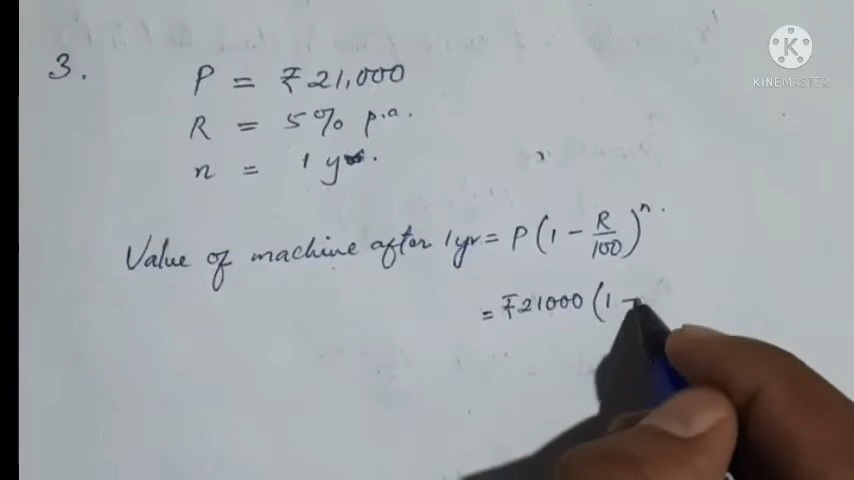 3.
P = ₹21,000
R = 5% p.a.
n = 1 yr.
Value of machine after 1yr = P(1 - R/100)^n.
= ₹21000 (1 -
KINEMASTER